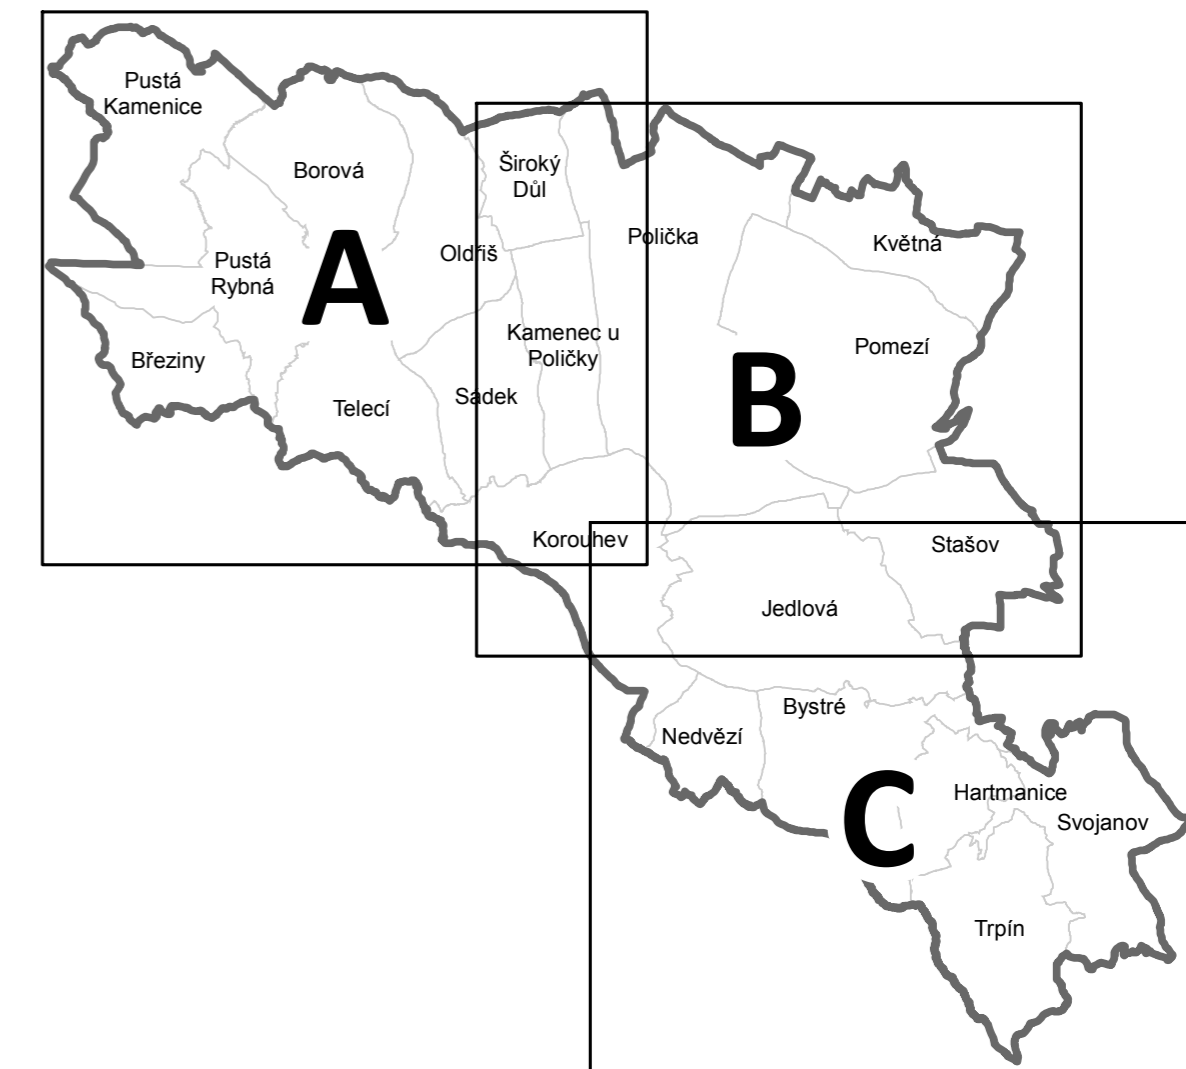 Pustá
Kamenice
Borová
Široký
Důl
Polička
Květná
Oldřiš
Pustá
Rybná
A
Kamenec u
Poličky
Pomezí
Březiny
B
Sádek
Telecí
Korouhev
Stašov
Jedlová
Bystré
Nedvězí
Hartmanice
C
Svojanov
Trpín